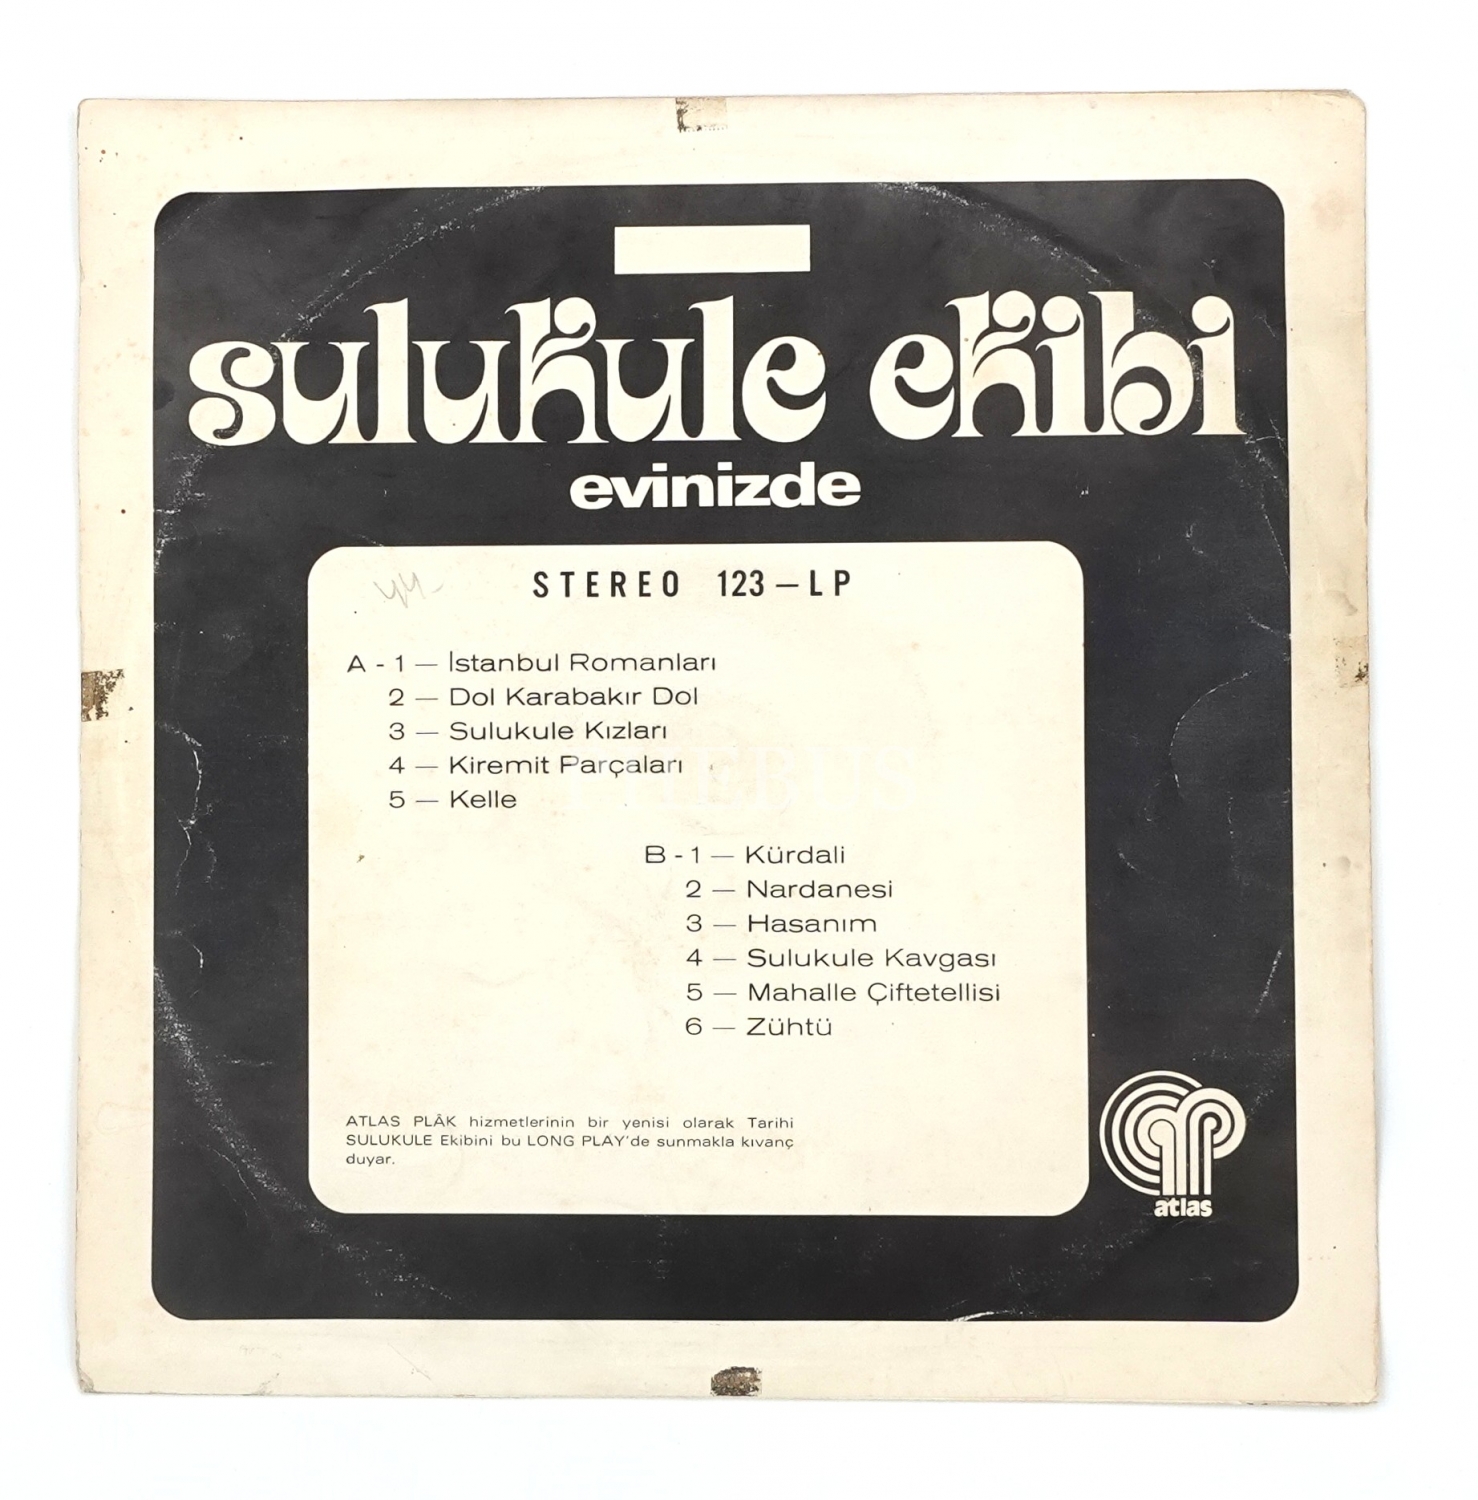 sulukule ekibi
evinizde
STEREO 123 – LP
A - 1 — İstanbul Romanları
2 — Dol Karabakır Dol
3 — Sulukule Kızları
4 — Kiremit Parçaları
5 — Kelle
B - 1 — Kürdali
2 — Nardanesi
3 — Hasanım
4 — Sulukule Kavgası
5 — Mahalle Çiftetellisi
6 — Zühtü
ATLAS PLÂK hizmetlerinin bir yenisi olarak Tarihi
SULUKULE Ekibini bu LONG PLAY'de sunmakla kıvanç
duyar.
atlas